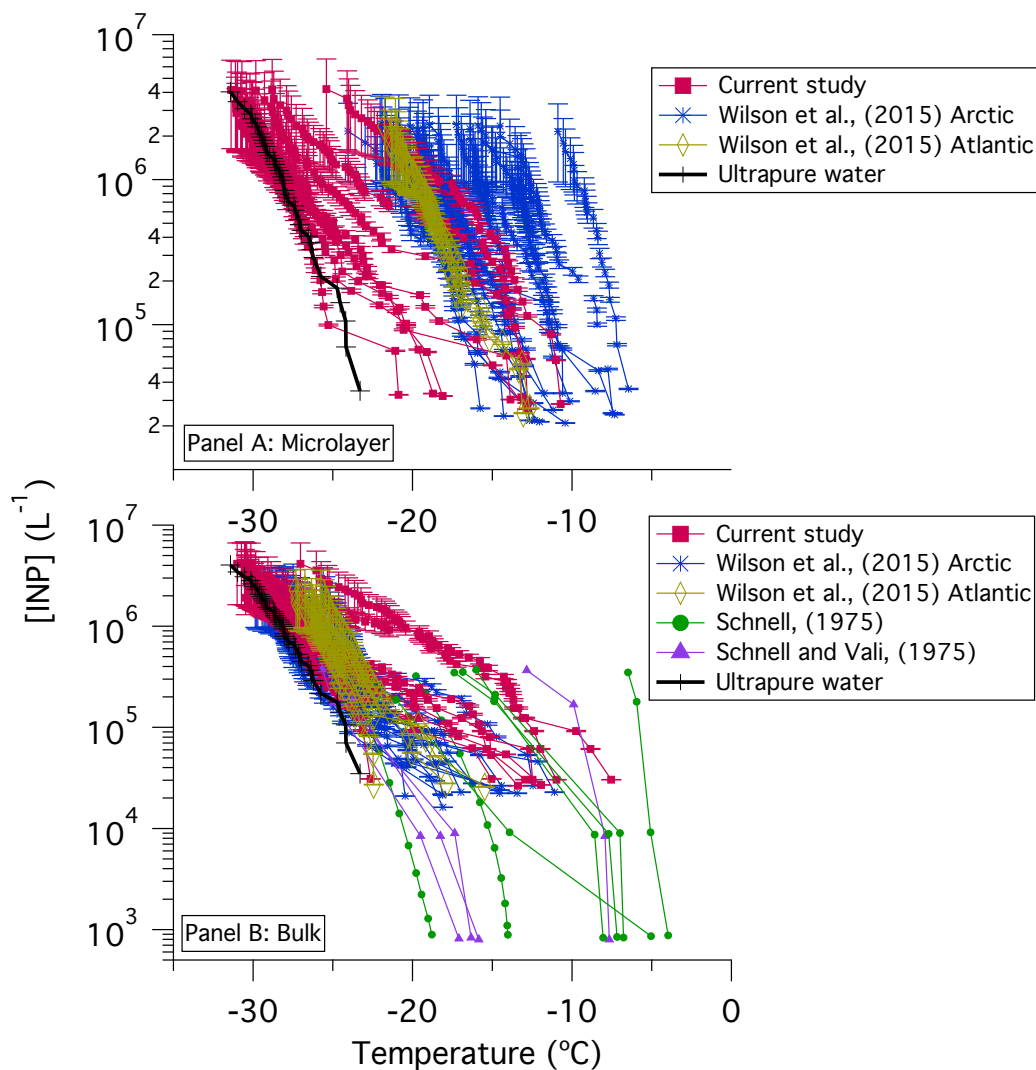 10^7
4
2
10^6
4
2
10^5
4
2
Current study
Wilson et al., (2015) Arctic
Wilson et al., (2015) Atlantic
Ultrapure water
Panel A: Microlayer
-30
-20
-10
[INP] (L^-1)
10^7
10^6
10^5
10^4
10^3
Current study
Wilson et al., (2015) Arctic
Wilson et al., (2015) Atlantic
Schnell, (1975)
Schnell and Vali, (1975)
Ultrapure water
Panel B: Bulk
-30
-20
-10
0
Temperature (ºC)